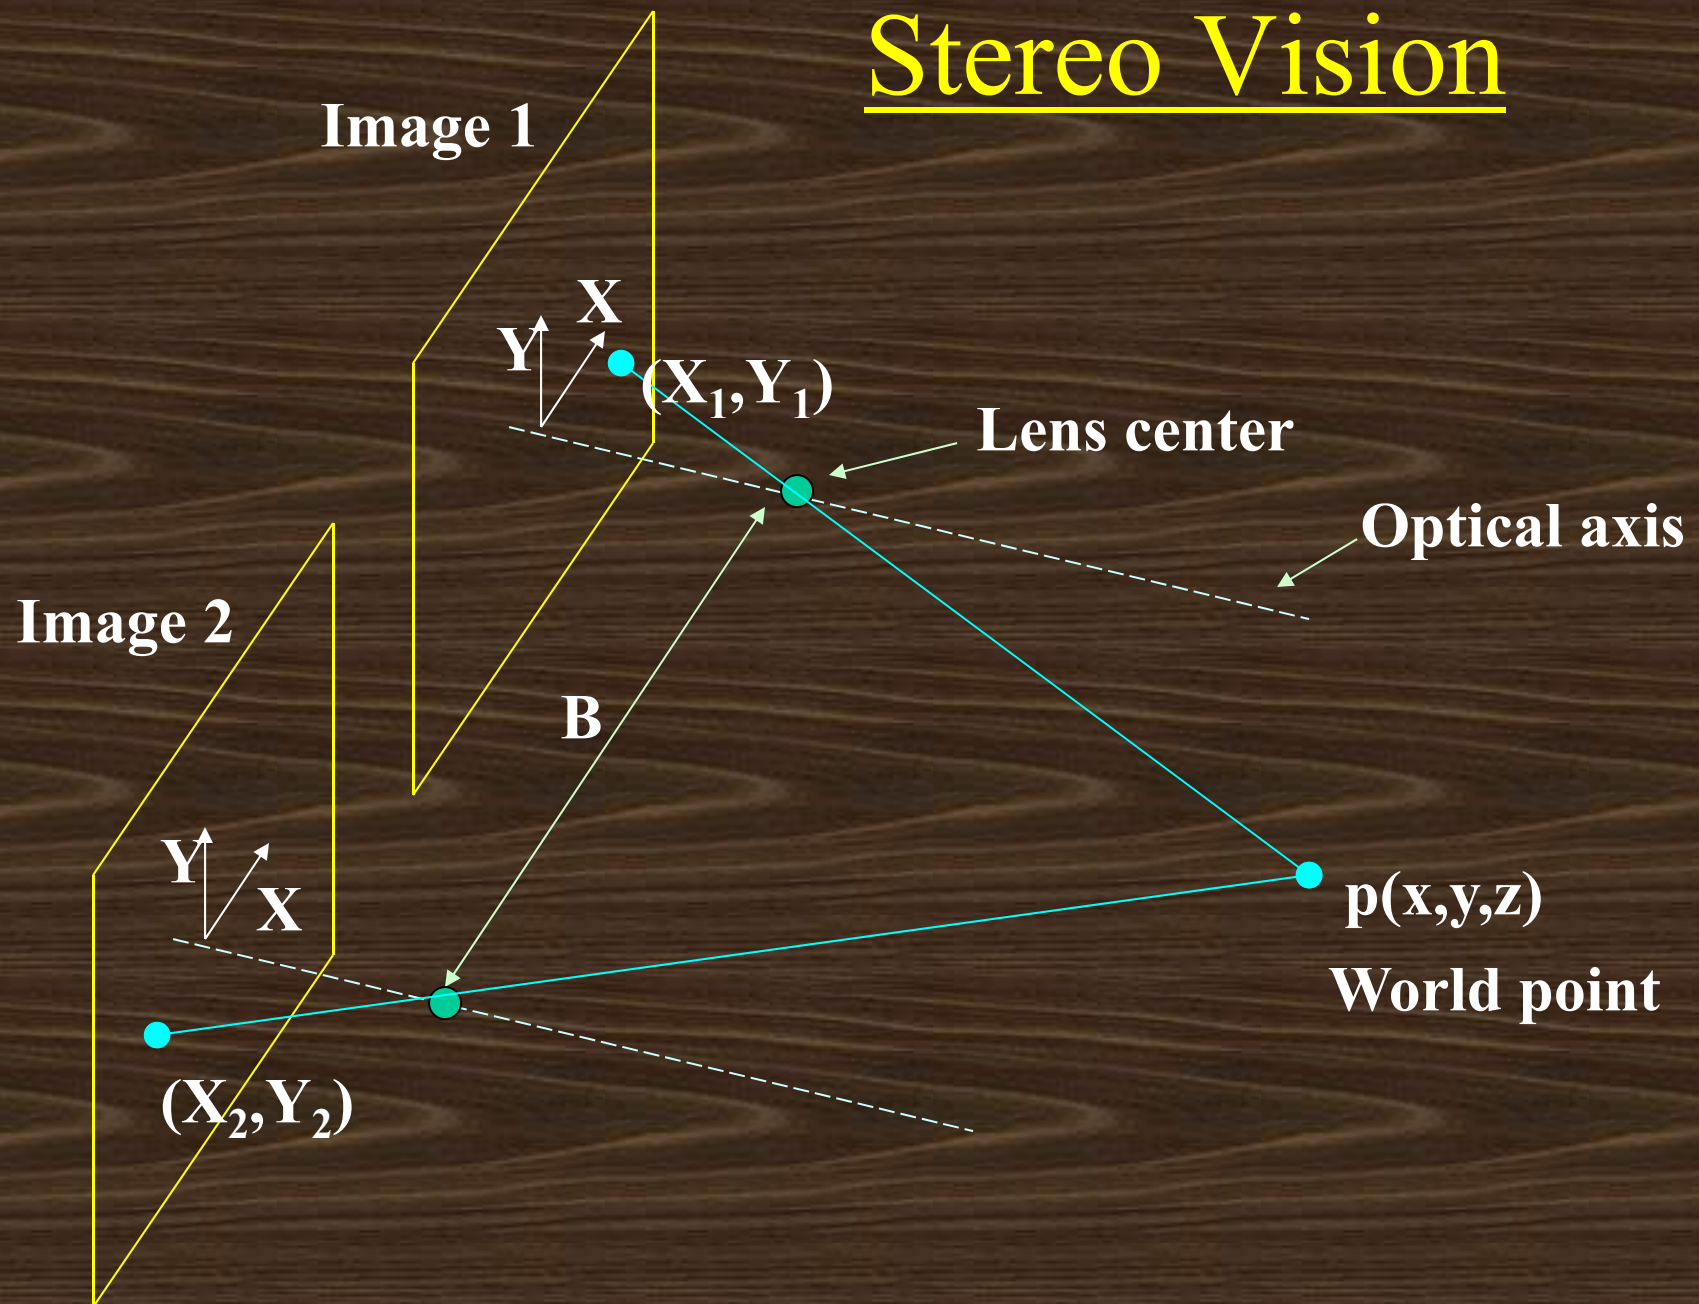 Stereo Vision
Image 1
X
Y
(X₁,Y₁)
Lens center
Optical axis
Image 2
B
Y
X
p(x,y,z)
World point
(X₂,Y₂)